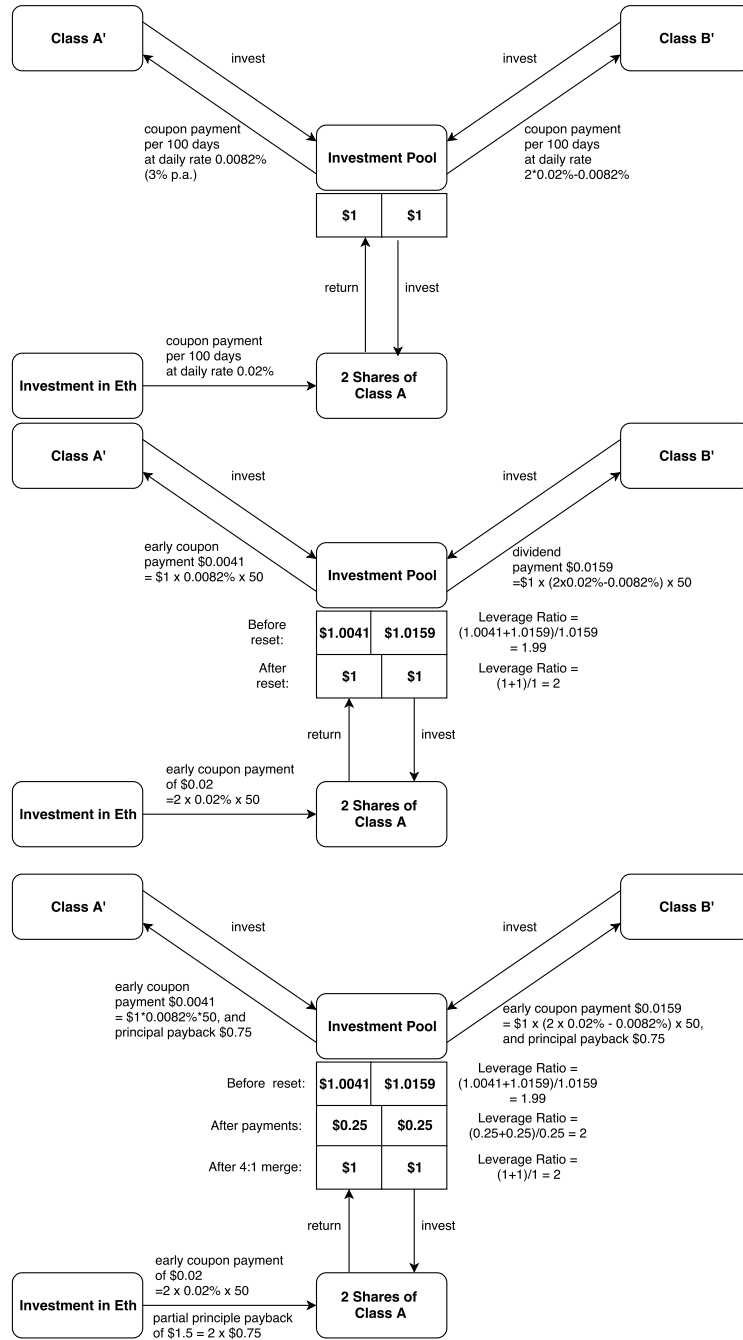 Class A'
Class B'
invest
invest
coupon payment
per 100 days
at daily rate 0.0082%
(3% p.a.)
coupon payment
per 100 days
at daily rate
2*0.02%-0.0082%
Investment Pool
$1
$1
return
invest
coupon payment
per 100 days
at daily rate 0.02%
Investment in Eth
2 Shares of
Class A
Class A'
Class B'
invest
invest
early coupon
payment $0.0041
= $1 x 0.0082% x 50
dividend
payment $0.0159
=$1 x (2x0.02%-0.0082%) x 50
Investment Pool
Before
reset:
$1.0041
$1.0159
Leverage Ratio =
(1.0041+1.0159)/1.0159
= 1.99
After
reset:
$1
$1
Leverage Ratio =
(1+1)/1 = 2
return
invest
early coupon payment
of $0.02
=2 x 0.02% x 50
Investment in Eth
2 Shares of
Class A
Class A'
Class B'
invest
invest
early coupon
payment $0.0041
= $1*0.0082%*50, and
principal payback $0.75
early coupon payment $0.0159
= $1 x (2 x 0.02% - 0.0082%) x 50,
and principal payback $0.75
Investment Pool
Before reset:
$1.0041
$1.0159
Leverage Ratio =
(1.0041+1.0159)/1.0159
= 1.99
After payments:
$0.25
$0.25
Leverage Ratio =
(0.25+0.25)/0.25 = 2
After 4:1 merge:
$1
$1
Leverage Ratio =
(1+1)/1 = 2
return
invest
early coupon payment
of $0.02
=2 x 0.02% x 50
Investment in Eth
partial principle payback
of $1.5 = 2 x $0.75
2 Shares of
Class A